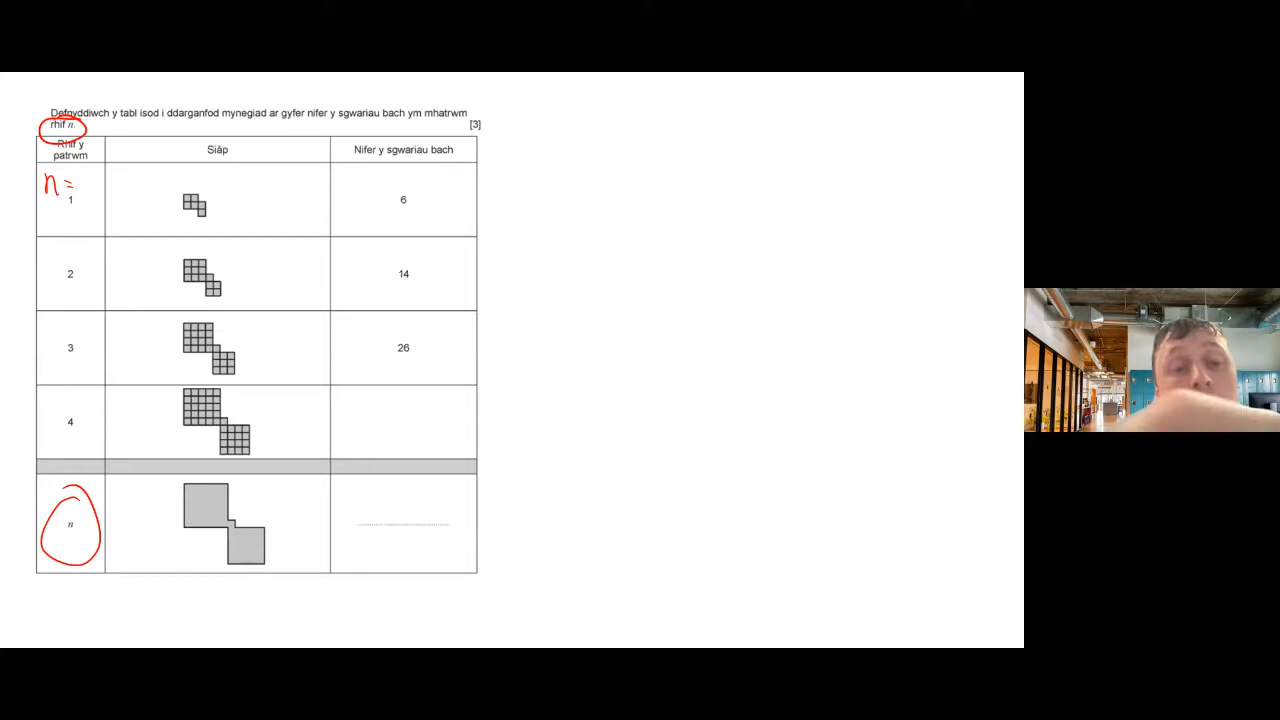 Defnyddiwch y tabl isod i ddarganfod mynegiad ar gyfer nifer y sgwariau bach ym mhatrwm
rhif n.
[3]
Rhif y patrwm
Siâp
Nifer y sgwariau bach
n =
1
6
2
14
3
26
4
n